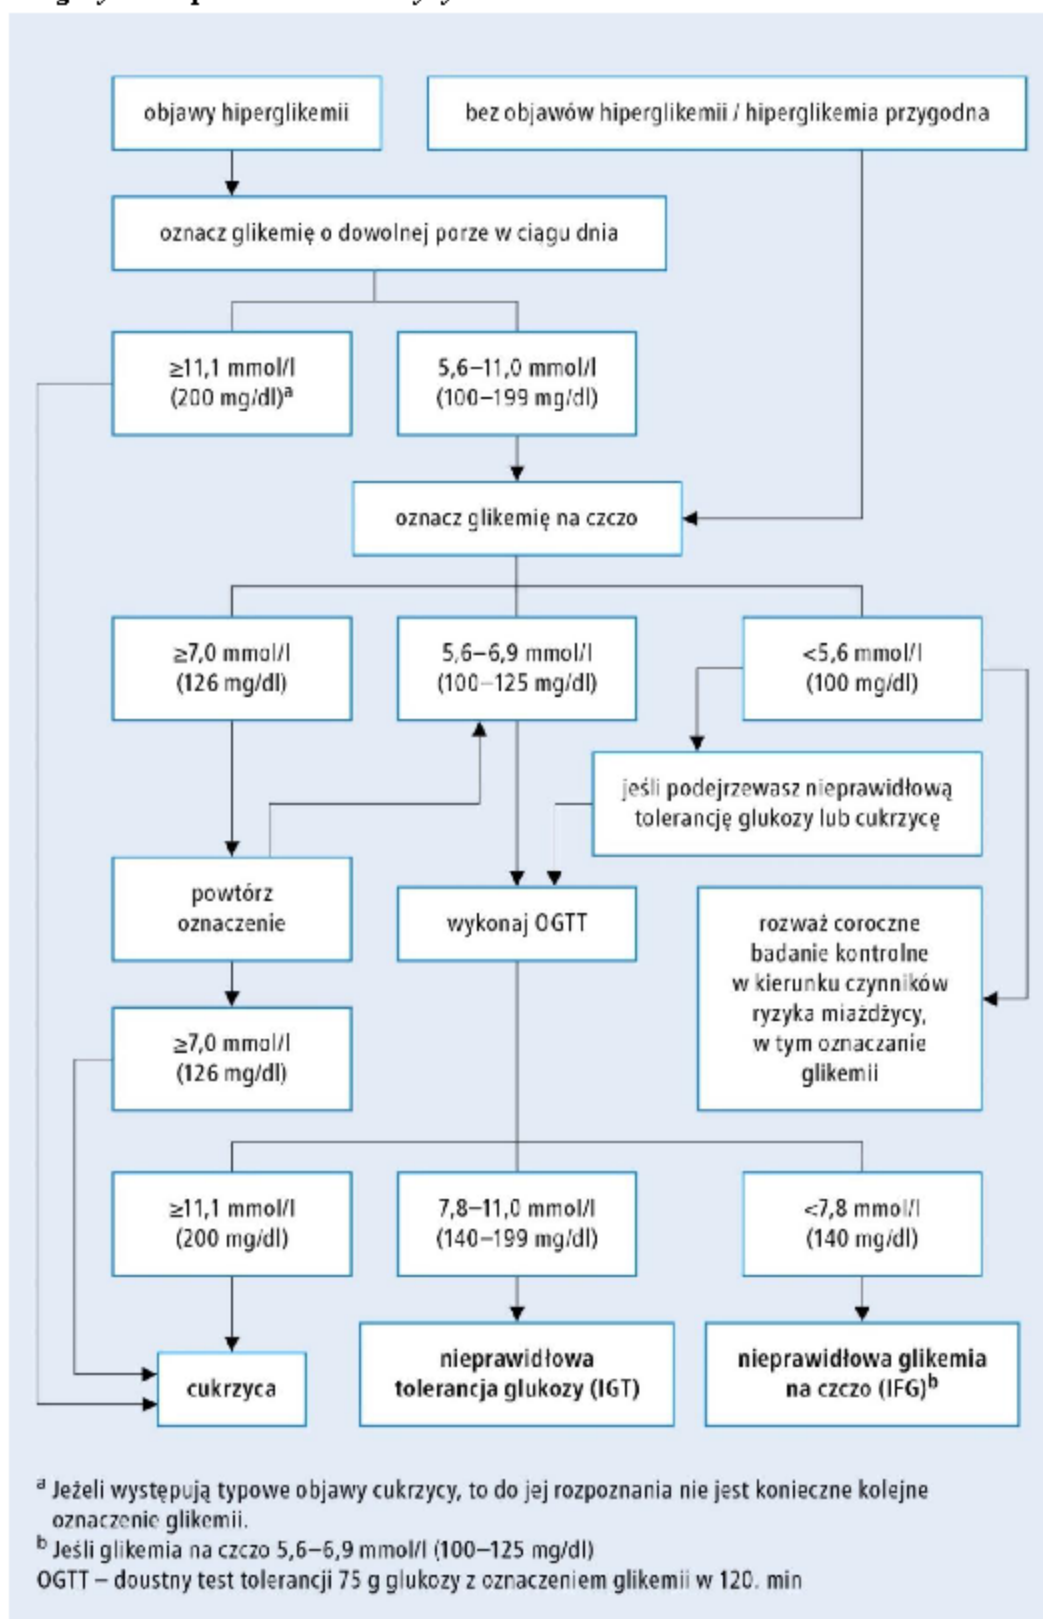 objawy hiperglikemii
bez objawów hiperglikemii / hiperglikemia przygodna
oznacz glikemię o dowolnej porze w ciągu dnia
≥11,1 mmol/l
(200 mg/dl)ᵃ
5,6–11,0 mmol/l
(100–199 mg/dl)
oznacz glikemię na czczo
≥7,0 mmol/l
(126 mg/dl)
5,6–6,9 mmol/l
(100–125 mg/dl)
<5,6 mmol/l
(100 mg/dl)
jeśli podejrzewasz nieprawidłową
tolerancję glukozy lub cukrzycę
powtórz
oznaczenie
wykonaj OGTT
rozważ coroczne
badanie kontrolne
w kierunku czynników
ryzyka miażdżycy,
w tym oznaczanie
glikemii
≥7,0 mmol/l
(126 mg/dl)
≥11,1 mmol/l
(200 mg/dl)
7,8–11,0 mmol/l
(140–199 mg/dl)
<7,8 mmol/l
(140 mg/dl)
cukrzyca
nieprawidłowa
tolerancja glukozy (IGT)
nieprawidłowa glikemia
na czczo (IFG)ᵇ
ᵃ Jeżeli występują typowe objawy cukrzycy, to do jej rozpoznania nie jest konieczne kolejne
oznaczenie glikemii.
ᵇ Jeśli glikemia na czczo 5,6–6,9 mmol/l (100–125 mg/dl)
OGTT – doustny test tolerancji 75 g glukozy z oznaczeniem glikemii w 120. min